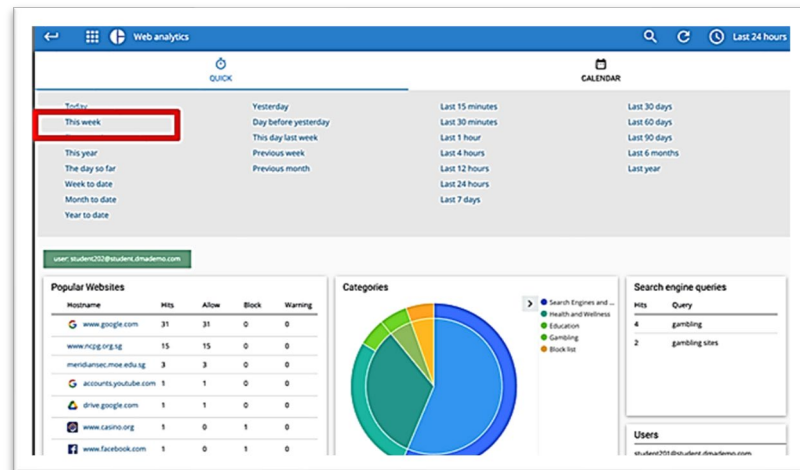 Web analytics
Last 24 hours
QUICK
CALENDAR
Today Yesterday Last 15 minutes Last 30 days
This week Day before yesterday Last 30 minutes Last 60 days
This day last week Last 1 hour Last 90 days
This year Previous week Last 4 hours Last 6 months
The day so far Previous month Last 12 hours Last year
Week to date Last 24 hours
Month to date Last 7 days
Year to date
user: student202@student.dmademo.com
Popular Websites
Hostname Hits Allow Block Warning
www.google.com 31 31 0 0
www.ncpg.org.sg 15 15 0 0
meridiansec.moe.edu.sg 3 3 0 0
accounts.youtube.com 1 1 0 0
drive.google.com 1 1 0 0
www.casino.org 1 0 1 0
www.facebook.com 1 0 1 0
Categories
Search Engines and ...
Health and Wellness
Education
Gambling
Block list
Search engine queries
Hits Query
4 gambling
2 gambling sites
Users
student201@student.dmademo.com